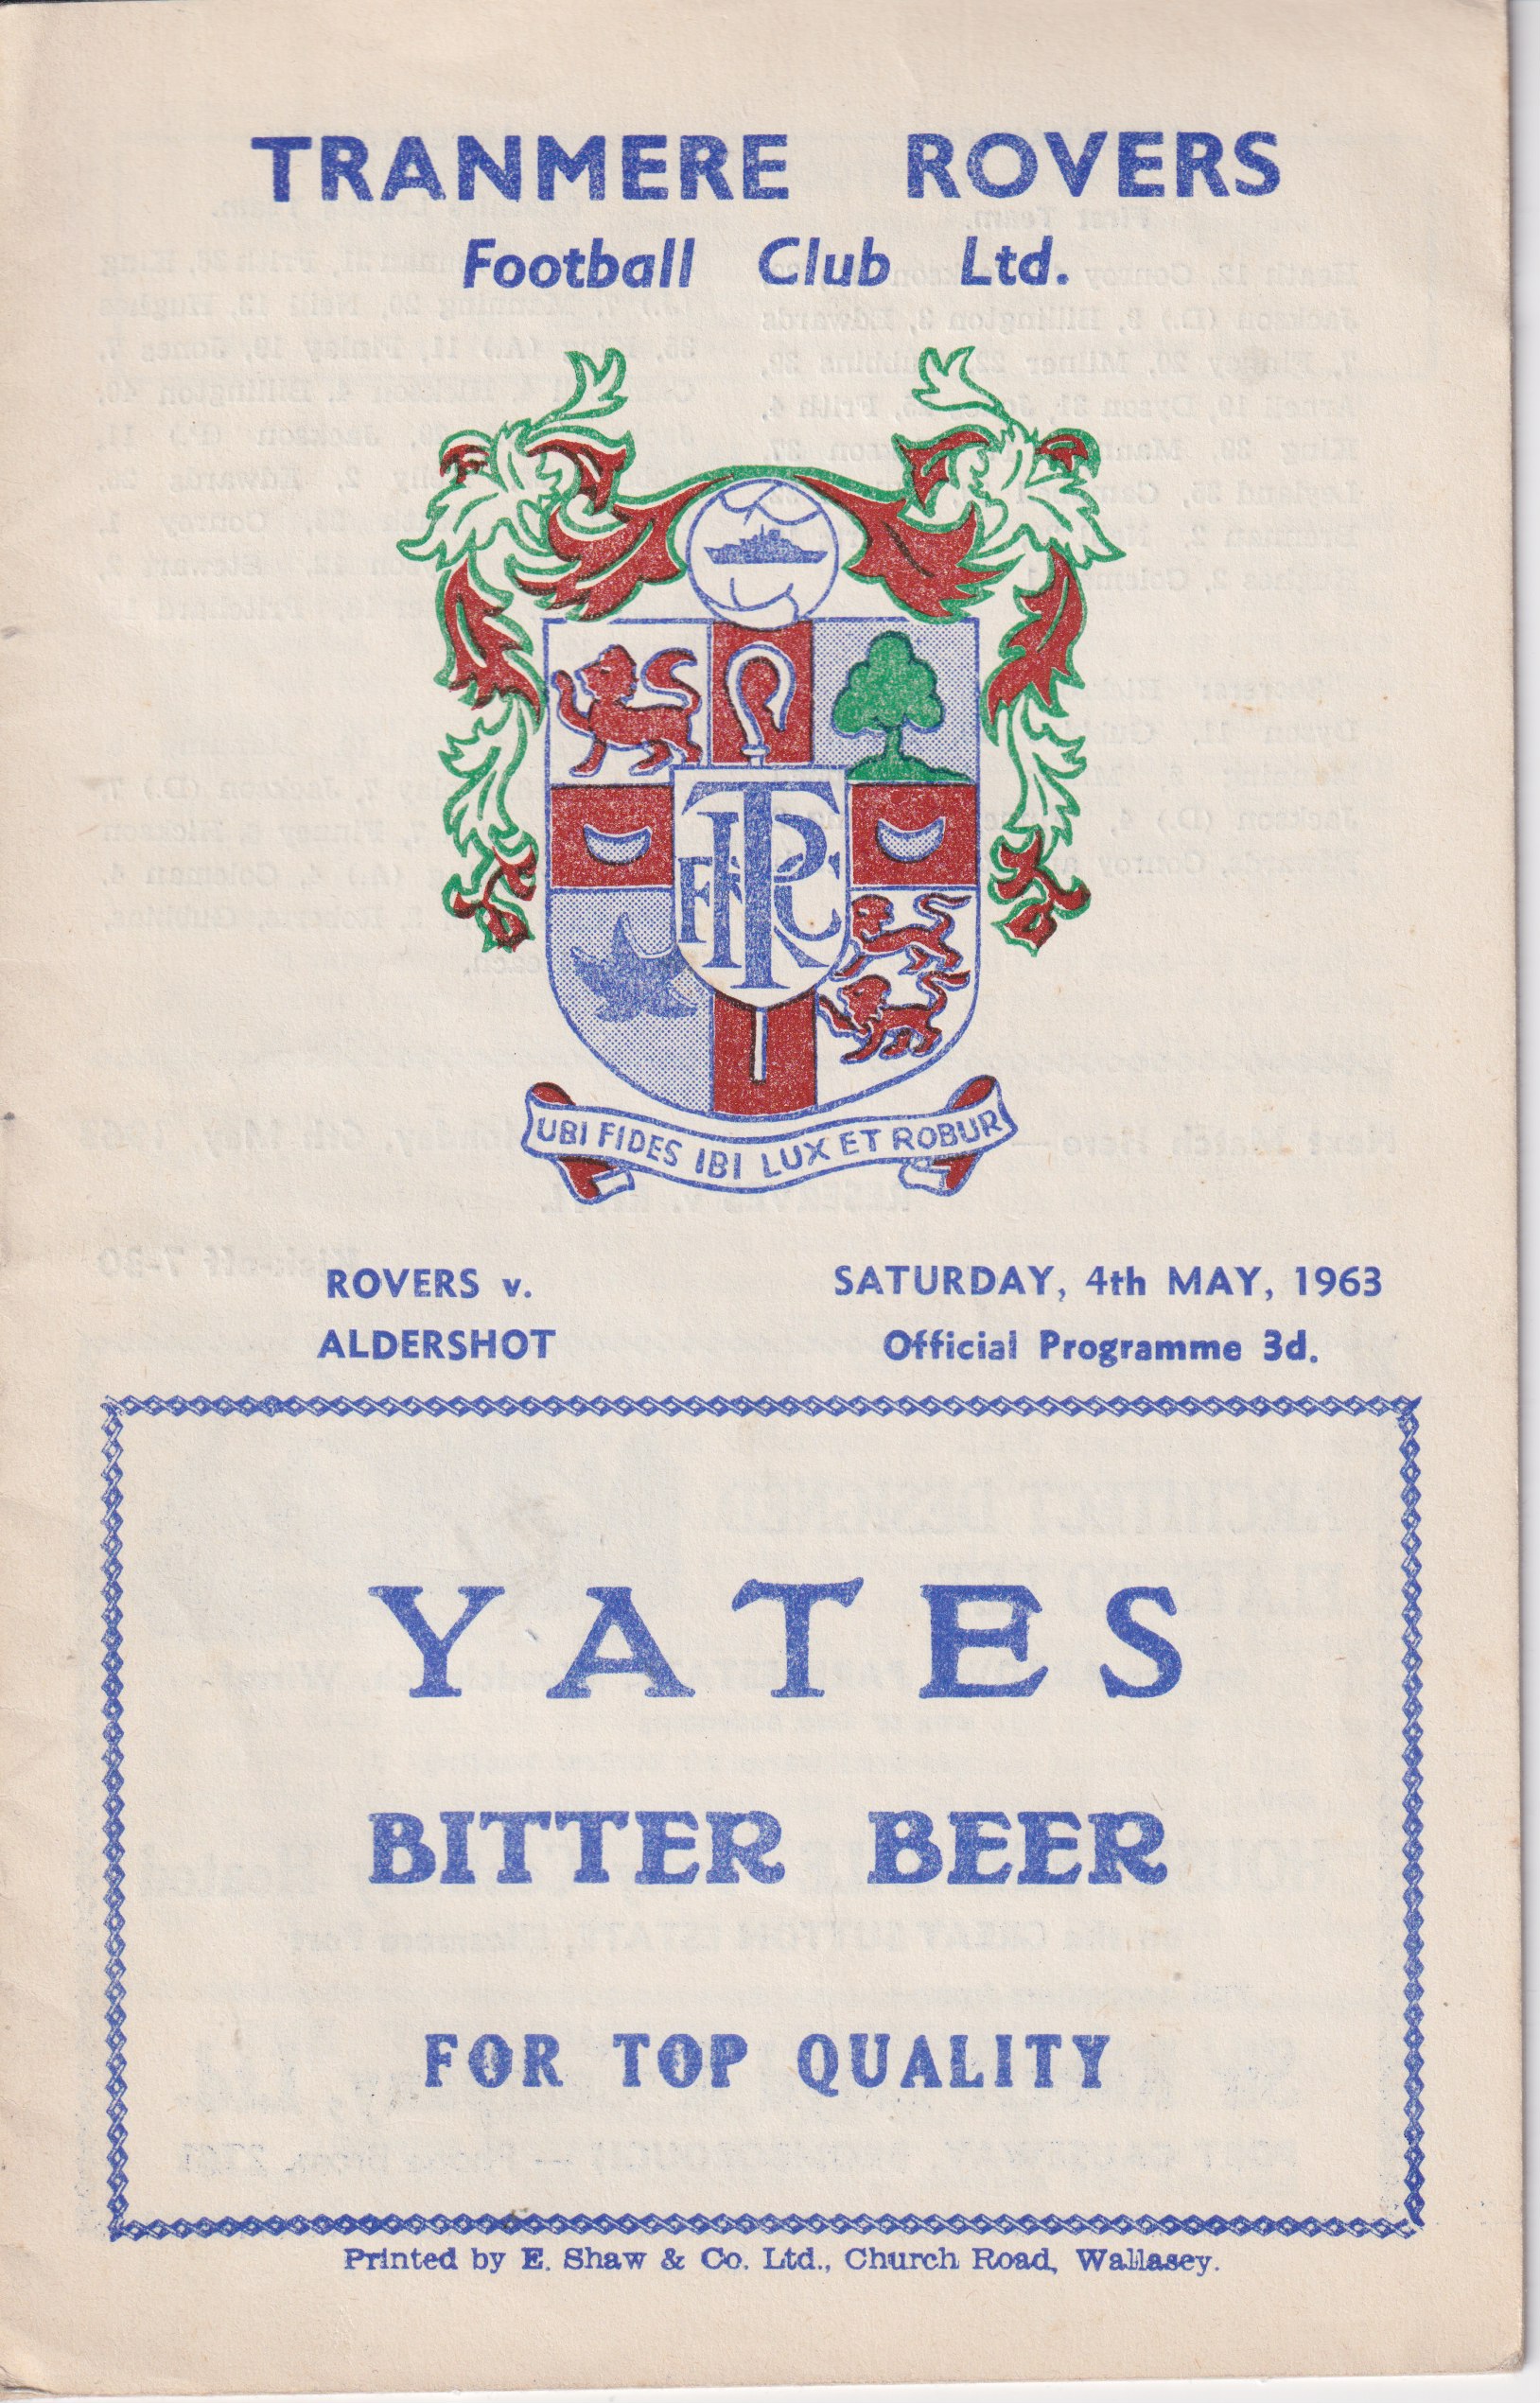 TRANMERE ROVERS
Football Club Ltd.
TRFC
UBI FIDES IBI LUX ET ROBUR
ROVERS v.
ALDERSHOT
SATURDAY, 4th MAY, 1963
Official Programme 3d.
YATES
BITTER BEER
FOR TOP QUALITY
Printed by E. Shaw & Co. Ltd., Church Road, Wallasey.